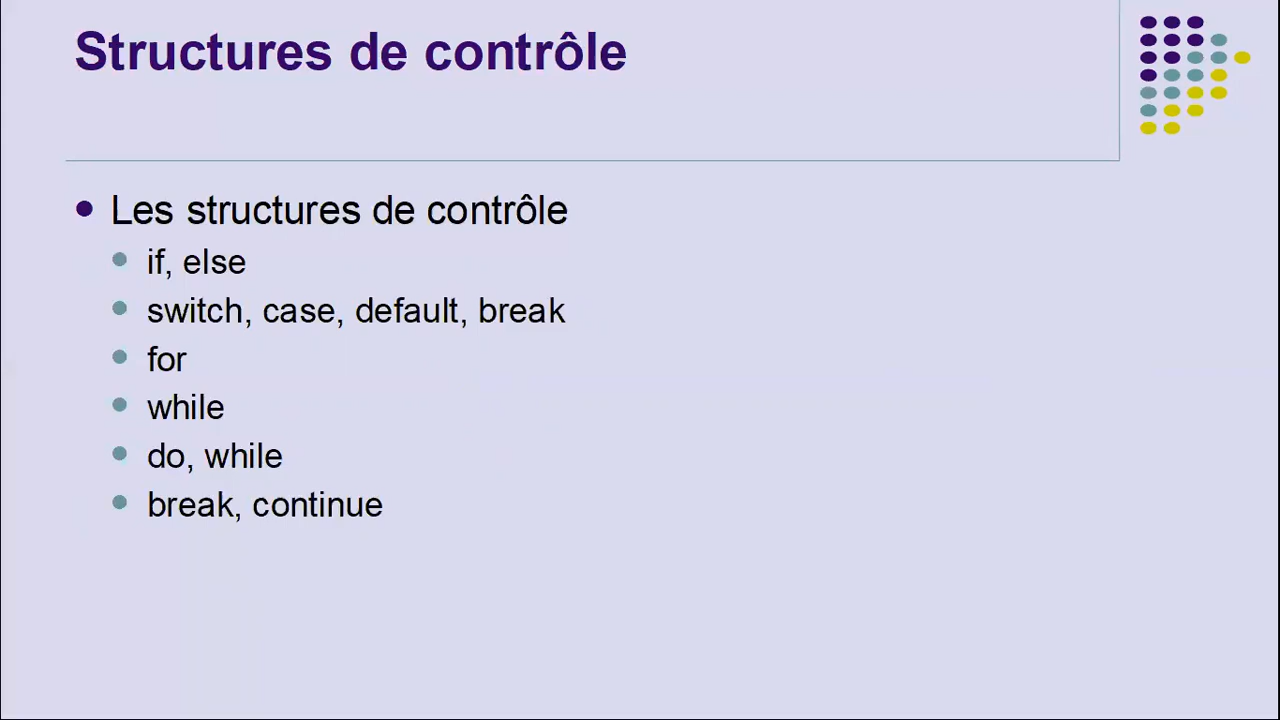 Structures de contrôle
Les structures de contrôle
if, else
switch, case, default, break
for
while
do, while
break, continue